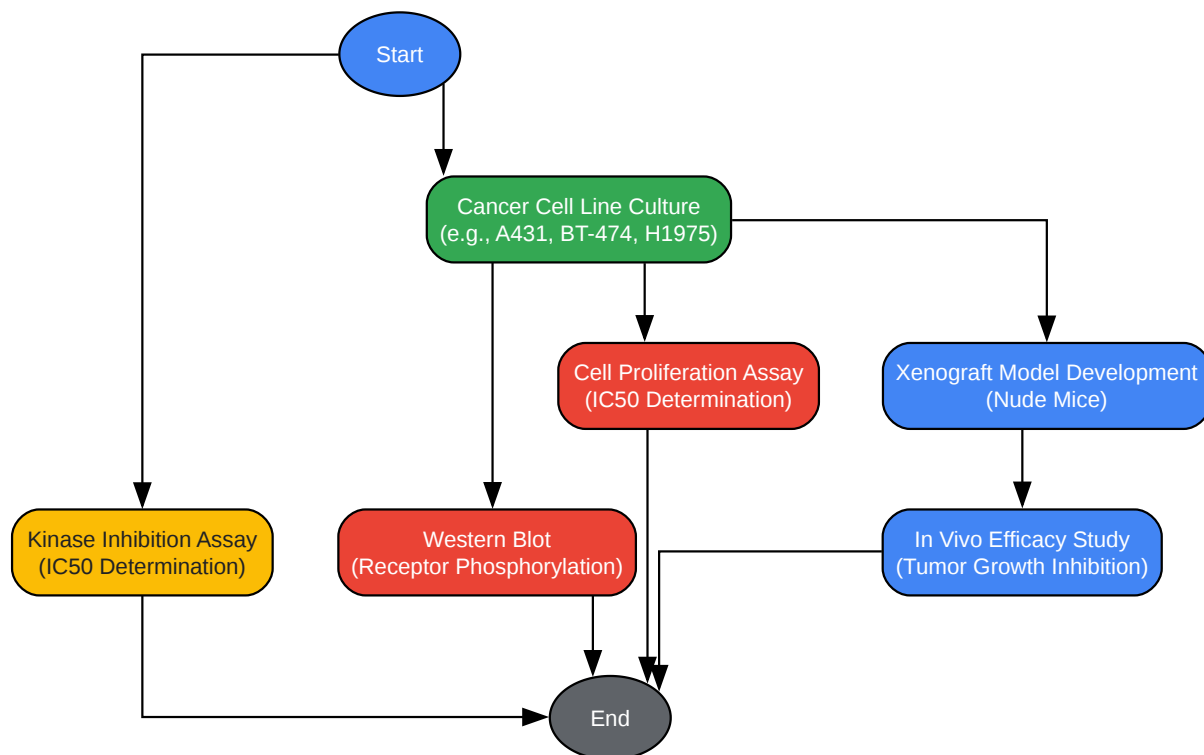 Start
Cancer Cell Line Culture
(e.g., A431, BT-474, H1975)
Cell Proliferation Assay
(IC50 Determination)
Xenograft Model Development
(Nude Mice)
Kinase Inhibition Assay
(IC50 Determination)
Western Blot
(Receptor Phosphorylation)
In Vivo Efficacy Study
(Tumor Growth Inhibition)
End